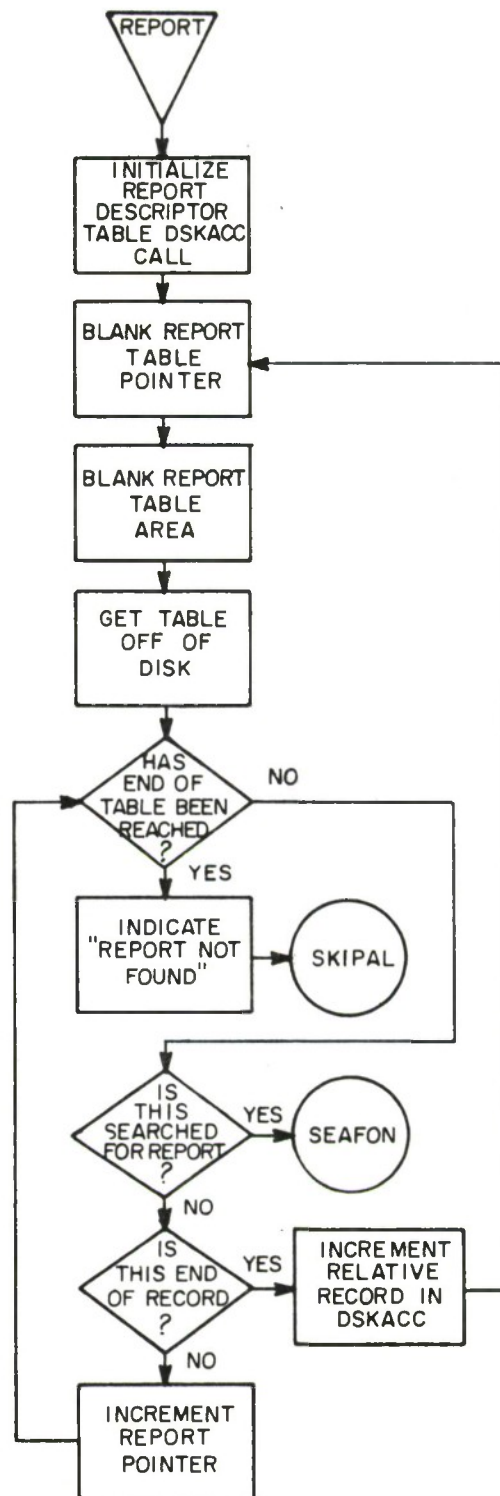 REPORT
INITIALIZE
REPORT
DESCRIPTOR
TABLE DSKACC
CALL
BLANK REPORT
TABLE
POINTER
BLANK REPORT
TABLE
AREA
GET TABLE
OFF OF
DISK
HAS
END OF
TABLE BEEN
REACHED
?
NO
YES
INDICATE
"REPORT NOT
FOUND"
SKIPAL
IS
THIS
SEARCHED
FOR REPORT
?
YES
SEAFON
NO
IS
THIS END
OF RECORD
?
YES
INCREMENT
RELATIVE
RECORD IN
DSKACC
NO
INCREMENT
REPORT
POINTER